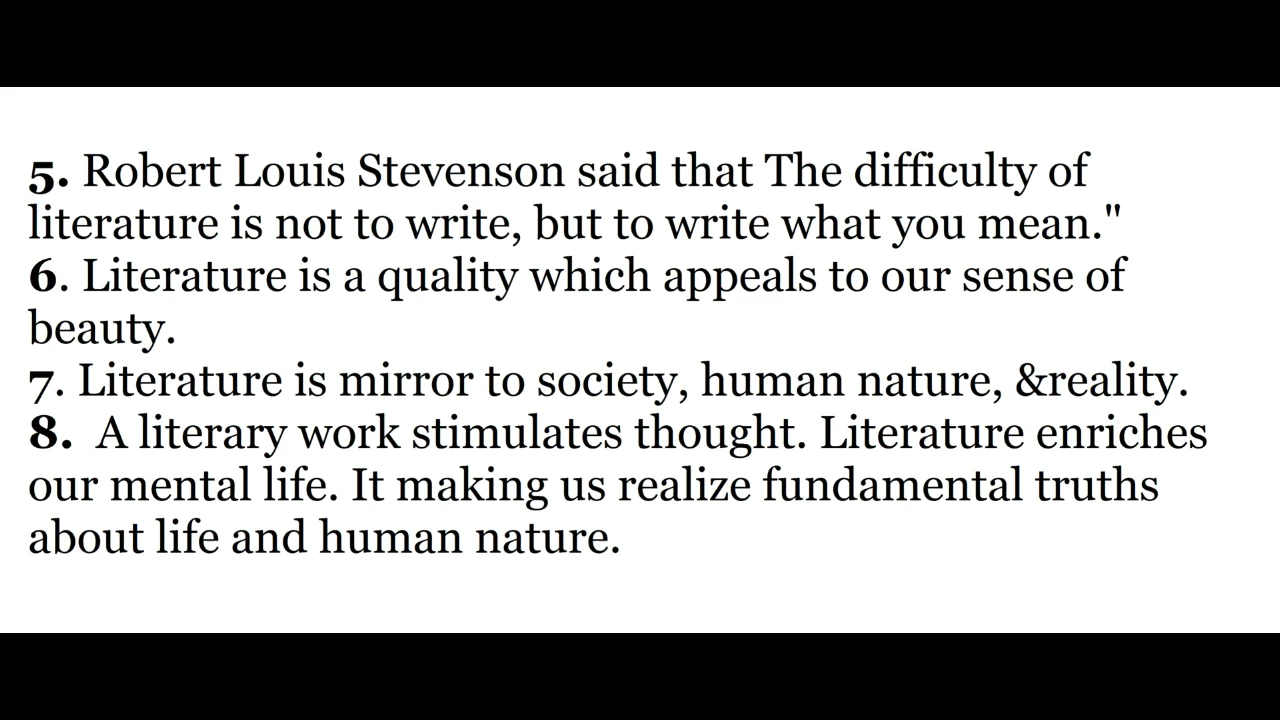 5. Robert Louis Stevenson said that The difficulty of
literature is not to write, but to write what you mean."
6. Literature is a quality which appeals to our sense of
beauty.
7. Literature is mirror to society, human nature, &reality.
8.  A literary work stimulates thought. Literature enriches
our mental life. It making us realize fundamental truths
about life and human nature.